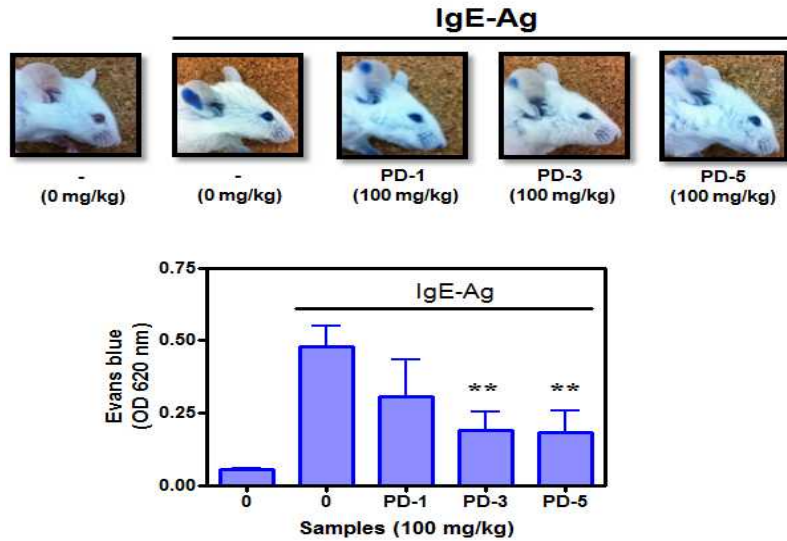 IgE-Ag
- - PD-1 PD-3 PD-5
(0 mg/kg) (0 mg/kg) (100 mg/kg) (100 mg/kg) (100 mg/kg)
0.75
IgE-Ag
0.50
Evans blue
(OD 620 nm)
** **
0.25
0.00
0 0 PD-1 PD-3 PD-5
Samples (100 mg/kg)